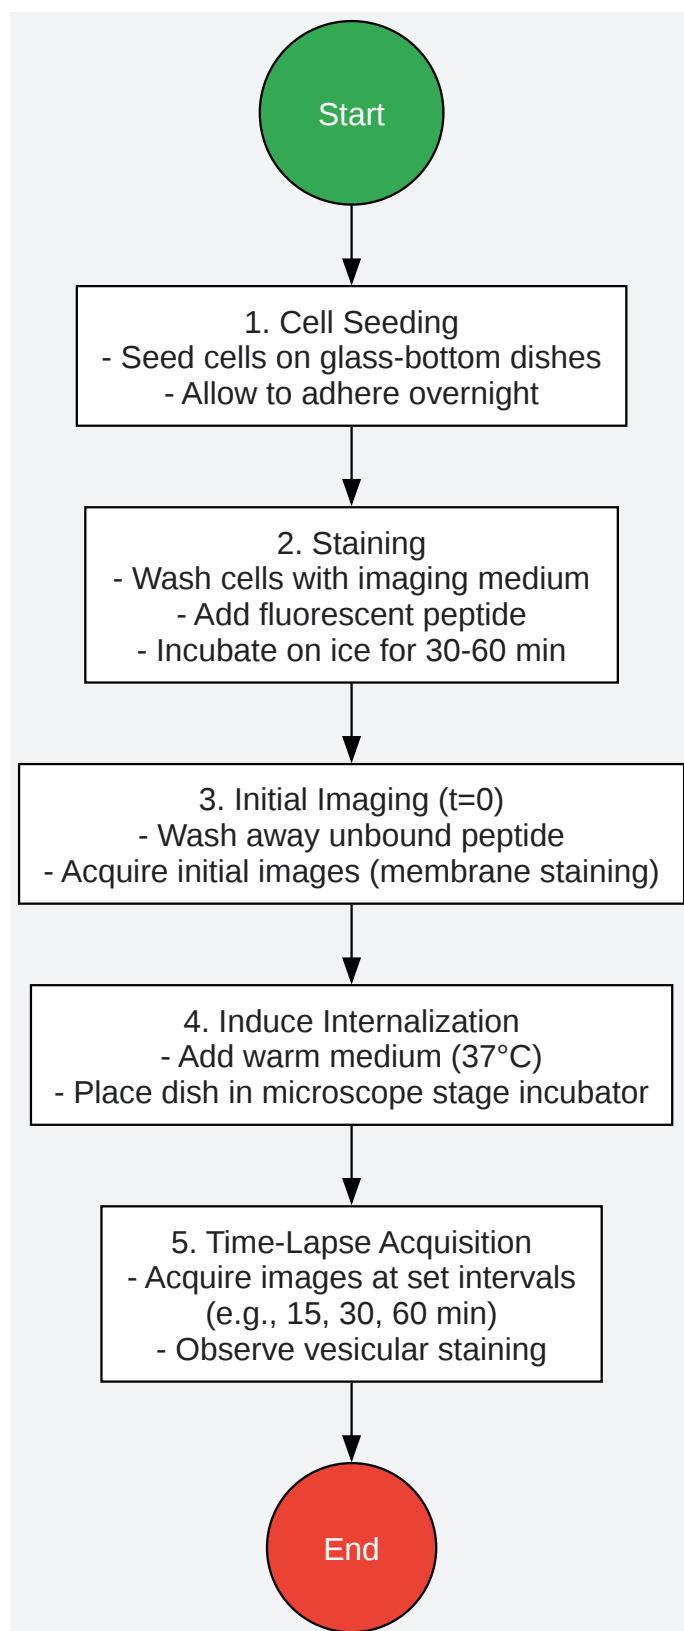 Start
1. Cell Seeding
- Seed cells on glass-bottom dishes
- Allow to adhere overnight
2. Staining
- Wash cells with imaging medium
- Add fluorescent peptide
- Incubate on ice for 30-60 min
3. Initial Imaging (t=0)
- Wash away unbound peptide
- Acquire initial images (membrane staining)
4. Induce Internalization
- Add warm medium (37°C)
- Place dish in microscope stage incubator
5. Time-Lapse Acquisition
- Acquire images at set intervals
(e.g., 15, 30, 60 min)
- Observe vesicular staining
End